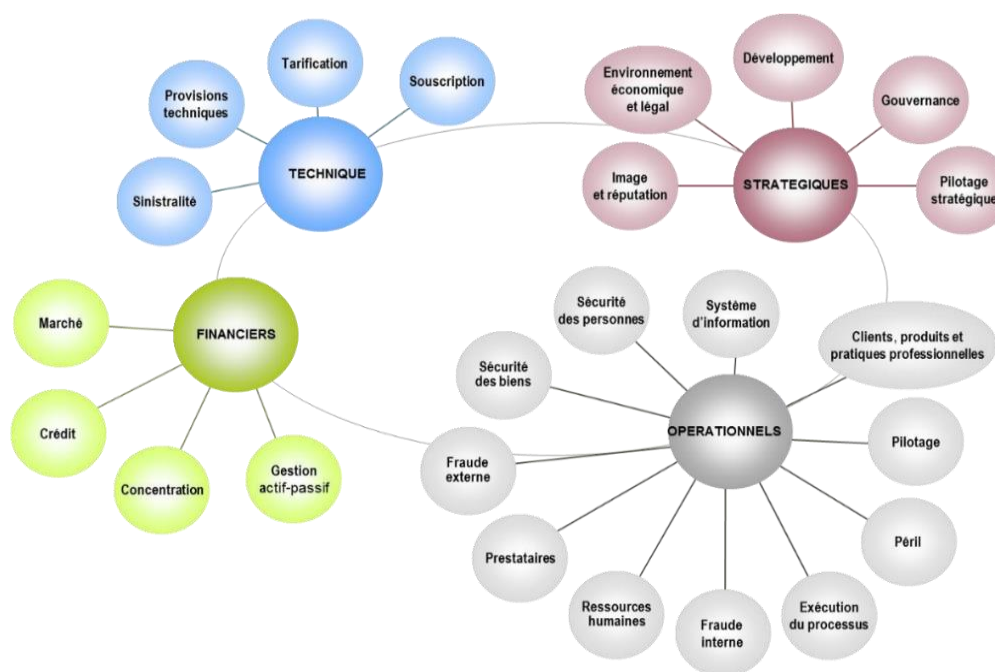 Tarification
Souscription
Provisions
techniques
TECHNIQUE
Sinistralité
Développement
Environnement
économique
et légal
Gouvernance
Image
et réputation
STRATEGIQUES
Pilotage
stratégique
Marché
FINANCIERS
Crédit
Concentration
Gestion
actif-passif
Sécurité
des personnes
Système
d'information
Clients, produits et
pratiques professionnelles
Sécurité
des biens
OPERATIONNELS
Pilotage
Fraude
externe
Péril
Prestataires
Ressources
humaines
Fraude
interne
Exécution
du processus